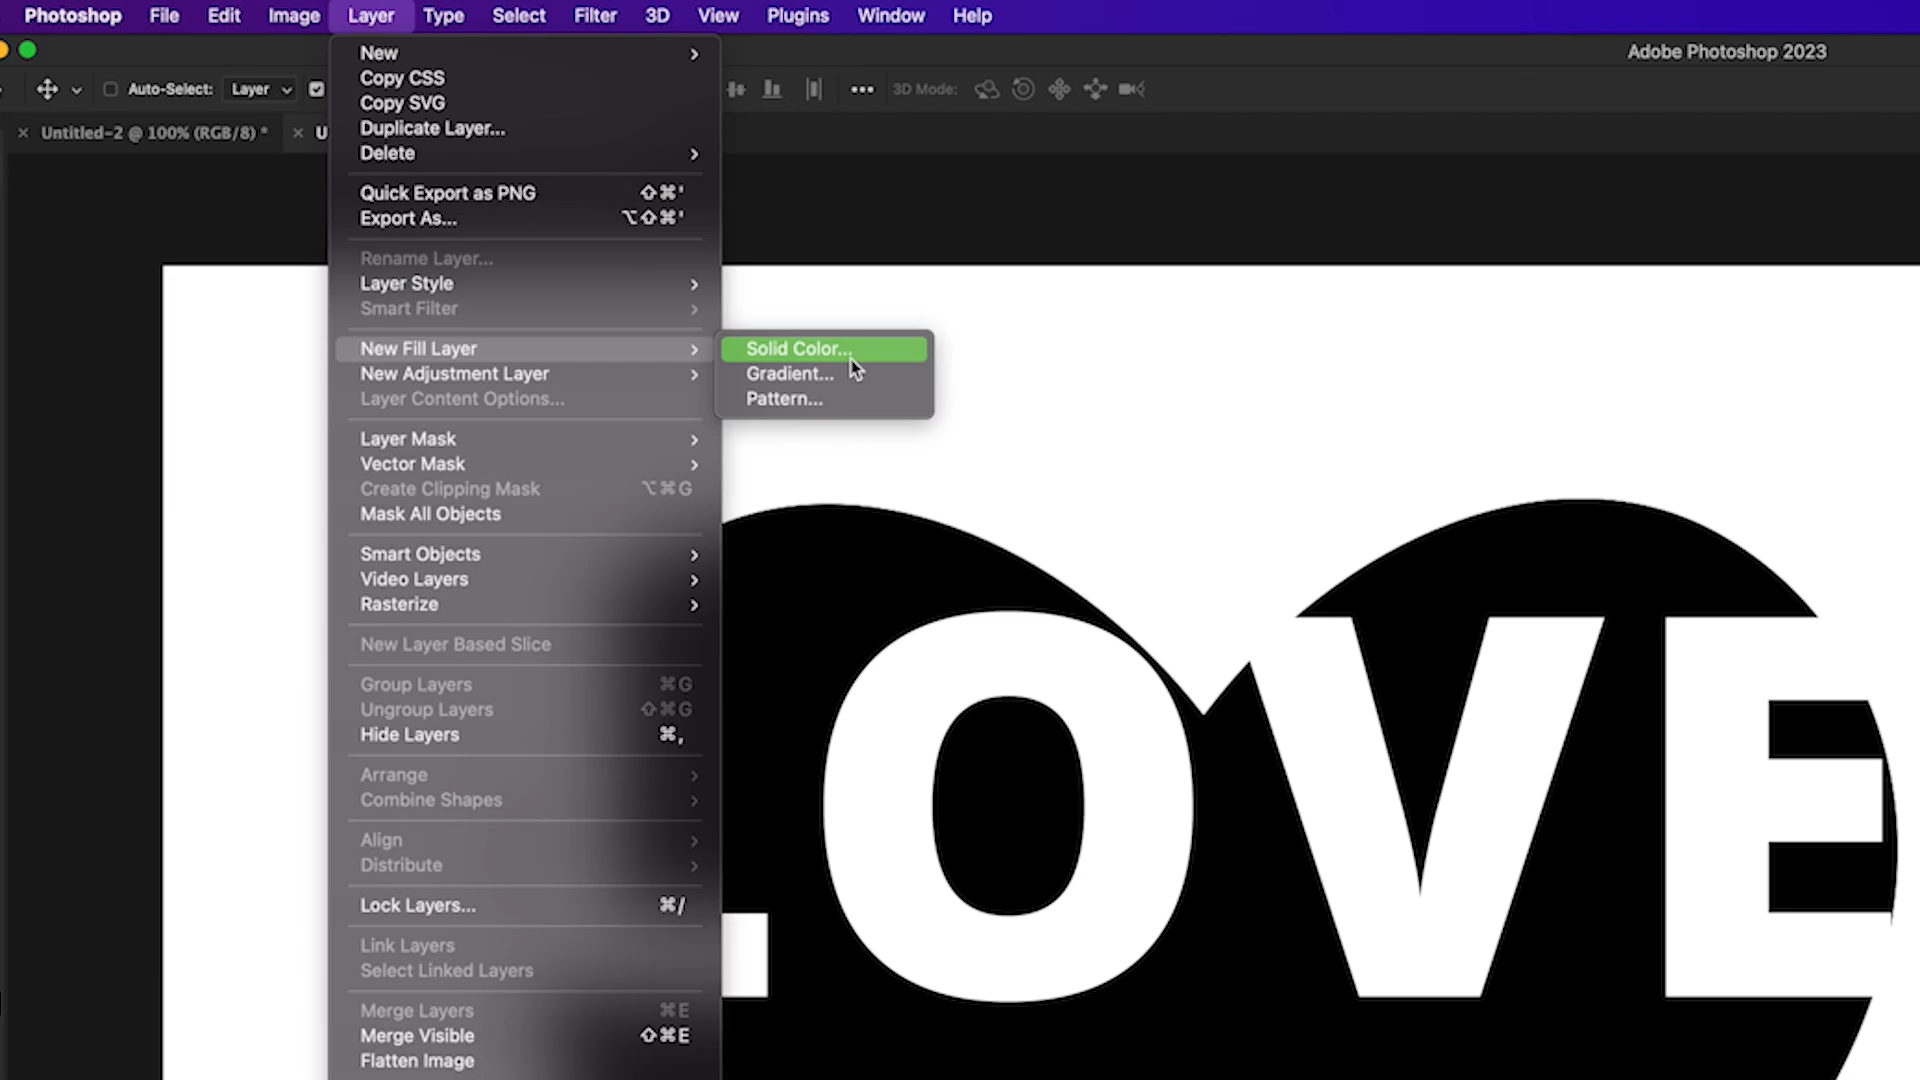 Photoshop File Edit Image Layer Type Select Filter 3D View Plugins Window Help
Adobe Photoshop 2023
Auto-Select: Layer
3D Mode:
Untitled-2 @ 100% (RGB/8) *
U
New
Copy CSS
Copy SVG
Duplicate Layer...
Delete
Quick Export as PNG ⇧⌘'
Export As... ⌥⇧⌘'
Rename Layer...
Layer Style
Smart Filter
New Fill Layer
New Adjustment Layer
Layer Content Options...
Layer Mask
Vector Mask
Create Clipping Mask ⌥⌘G
Mask All Objects
Smart Objects
Video Layers
Rasterize
New Layer Based Slice
Group Layers ⌘G
Ungroup Layers ⇧⌘G
Hide Layers ⌘,
Arrange
Combine Shapes
Align
Distribute
Lock Layers... ⌘/
Link Layers
Select Linked Layers
Merge Layers ⌘E
Merge Visible ⇧⌘E
Flatten Image
Solid Color...
Gradient...
Pattern...
LOVE